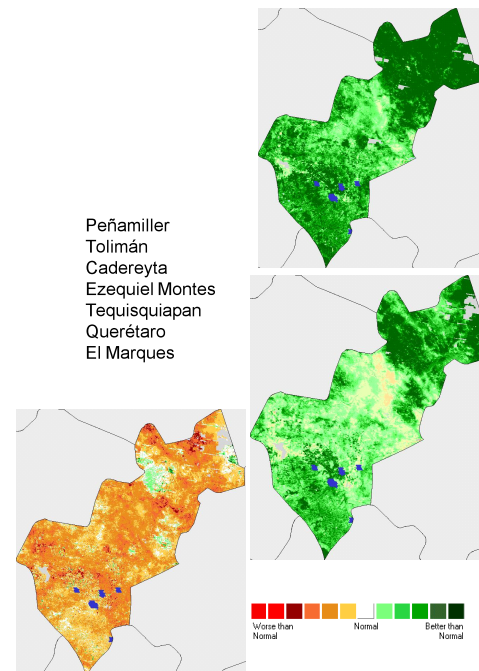 Peñamiller
Tolimán
Cadereyta
Ezequiel Montes
Tequisquiapan
Querétaro
El Marques
Worse than
Normal
Normal
Better than
Normal